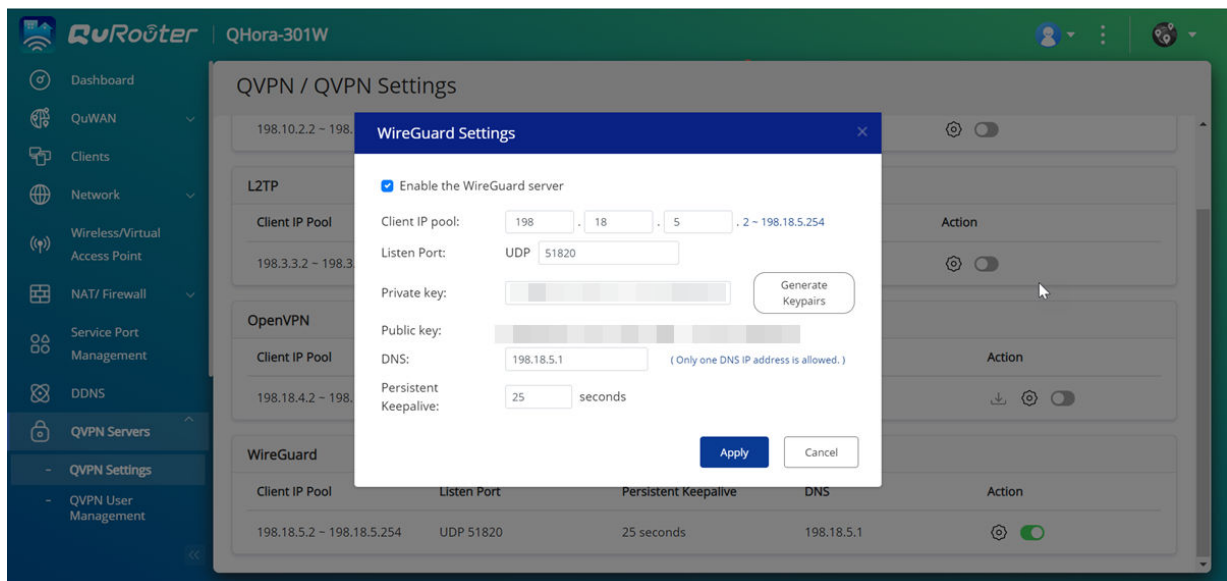 QuRouter QHora-301W
Dashboard
QuWAN
Clients
Network
Wireless/Virtual
Access Point
NAT/ Firewall
Service Port
Management
DDNS
QVPN Servers
- QVPN Settings
- QVPN User
Management
QVPN / QVPN Settings
198.10.2.2 ~ 198.
L2TP
Client IP Pool Action
198.3.3.2 ~ 198.3
OpenVPN
Client IP Pool Action
198.18.4.2 ~ 198.
WireGuard
Client IP Pool Listen Port Persistent Keepalive DNS Action
198.18.5.2 ~ 198.18.5.254 UDP 51820 25 seconds 198.18.5.1
WireGuard Settings
Enable the WireGuard server
Client IP pool: 198 . 18 . 5 . 2 ~ 198.18.5.254
Listen Port: UDP 51820
Private key:
Generate
Keypairs
Public key:
DNS: 198.18.5.1 ( Only one DNS IP address is allowed. )
Persistent
Keepalive: 25 seconds
Apply Cancel